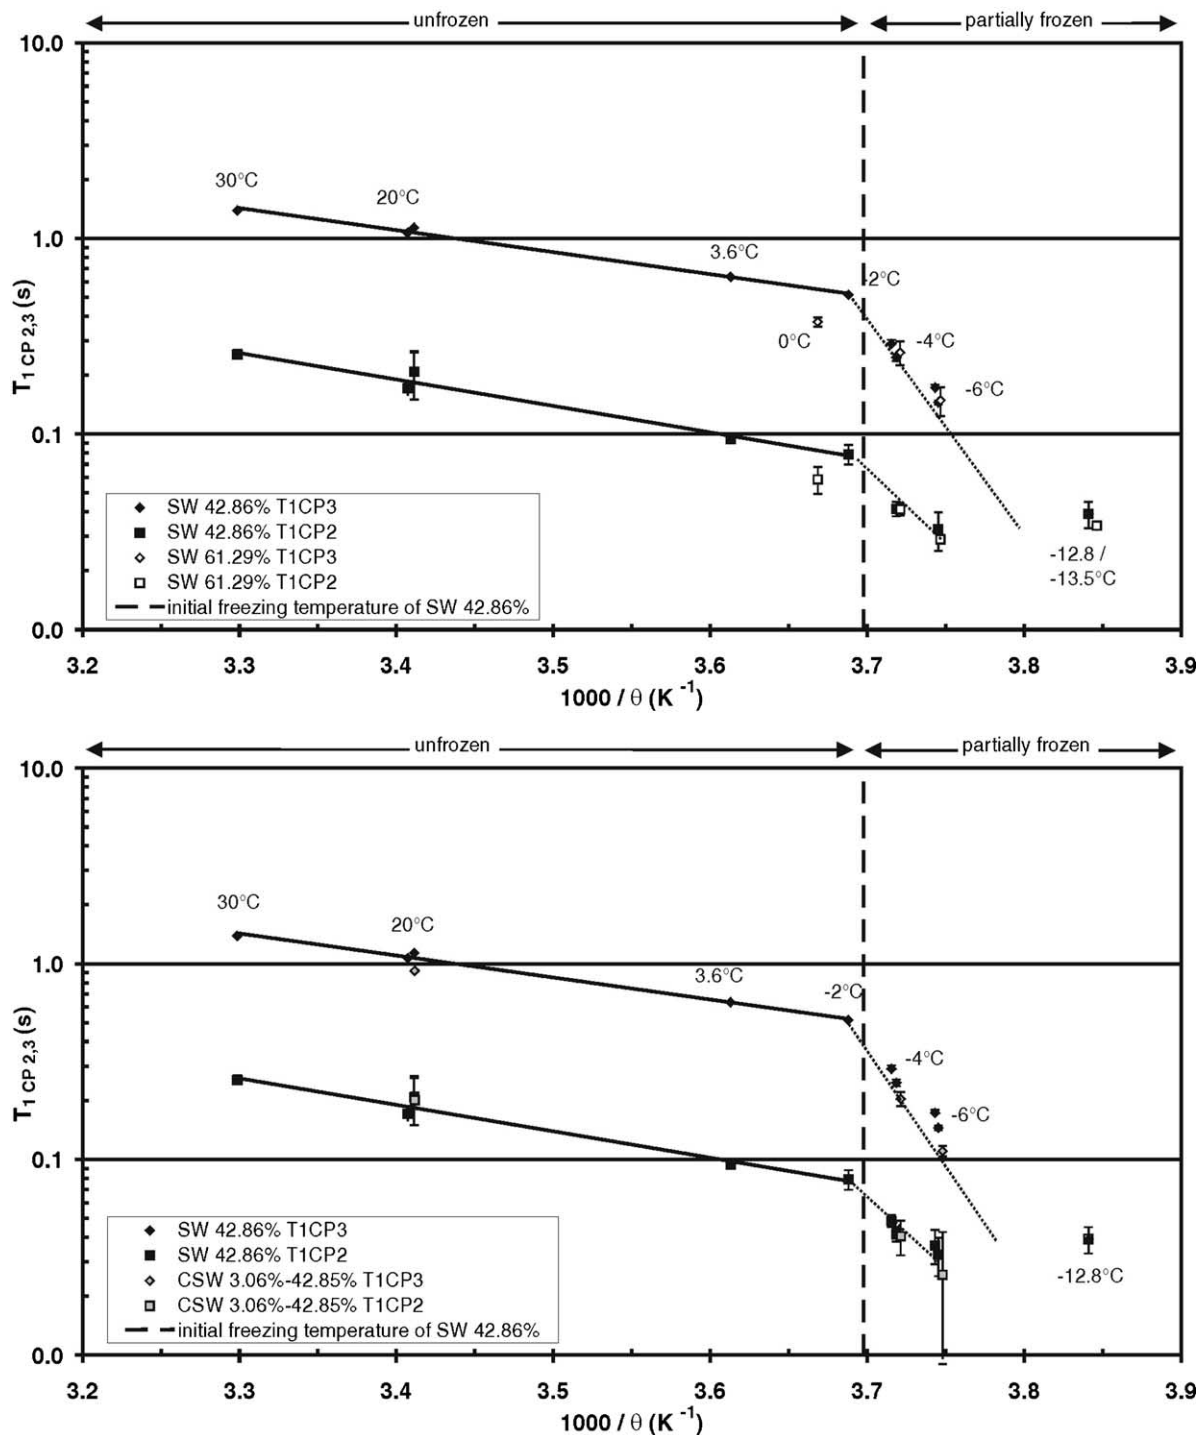 unfrozen partially frozen
10.0
30°C
20°C
1.0
3.6°C
-2°C
0°C
-4°C
-6°C
T1 CP 2,3 (s)
0.1
SW 42.86% T1CP3
SW 42.86% T1CP2
SW 61.29% T1CP3
SW 61.29% T1CP2
initial freezing temperature of SW 42.86%
-12.8 /
-13.5°C
0.0
3.2 3.3 3.4 3.5 3.6 3.7 3.8 3.9
1000 / θ (K -1)
unfrozen partially frozen
10.0
30°C
20°C
1.0
3.6°C
-2°C
-4°C
-6°C
T1 CP 2,3 (s)
0.1
SW 42.86% T1CP3
SW 42.86% T1CP2
CSW 3.06%-42.85% T1CP3
CSW 3.06%-42.85% T1CP2
initial freezing temperature of SW 42.86%
-12.8°C
0.0
3.2 3.3 3.4 3.5 3.6 3.7 3.8 3.9
1000 / θ (K -1)